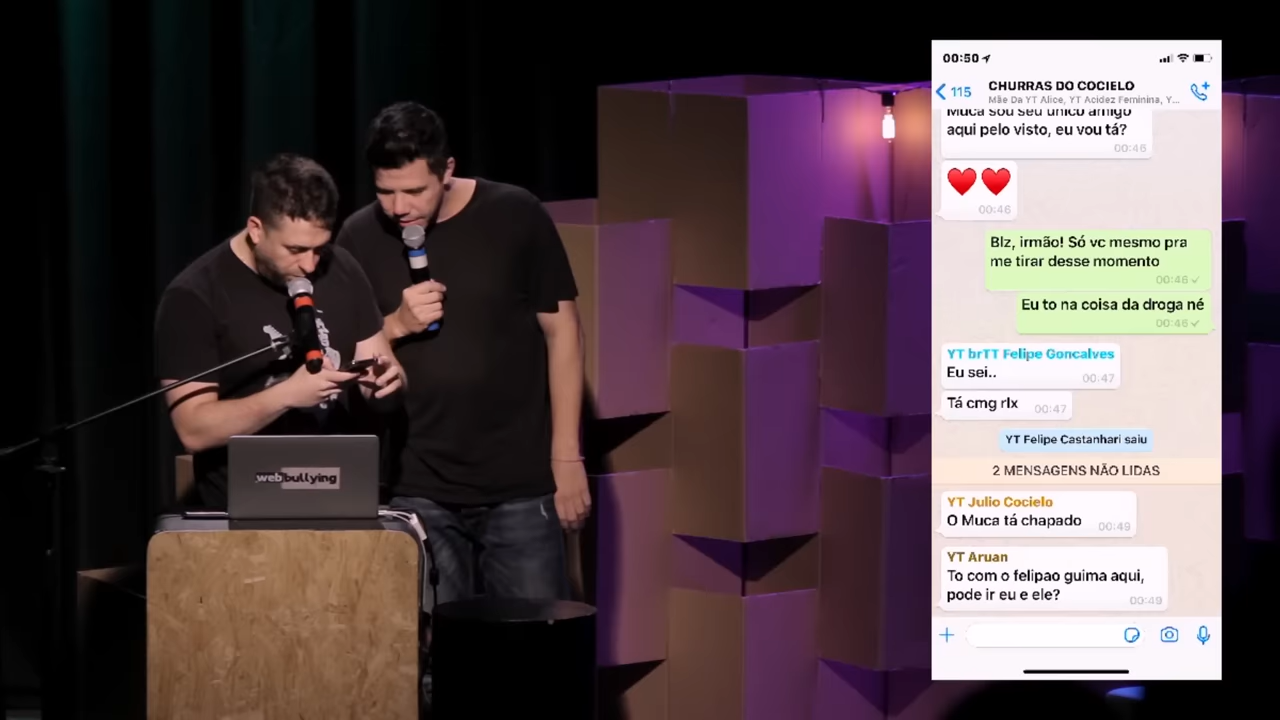 webbullying
00:50
115
CHURRAS DO COCIELO
Mãe Da YT Alice, YT Acidez Feminina, Y...
Muca sou seu único amigo
aqui pelo visto, eu vou tá?
00:46
00:46
Blz, irmão! Só vc mesmo pra
me tirar desse momento
00:46
Eu to na coisa da droga né
00:46
YT brTT Felipe Goncalves
Eu sei..
00:47
Tá cmg rlx
00:47
YT Felipe Castanhari saiu
2 MENSAGENS NÃO LIDAS
YT Julio Cocielo
O Muca tá chapado
00:49
YT Aruan
To com o felipao guima aqui,
pode ir eu e ele?
00:49